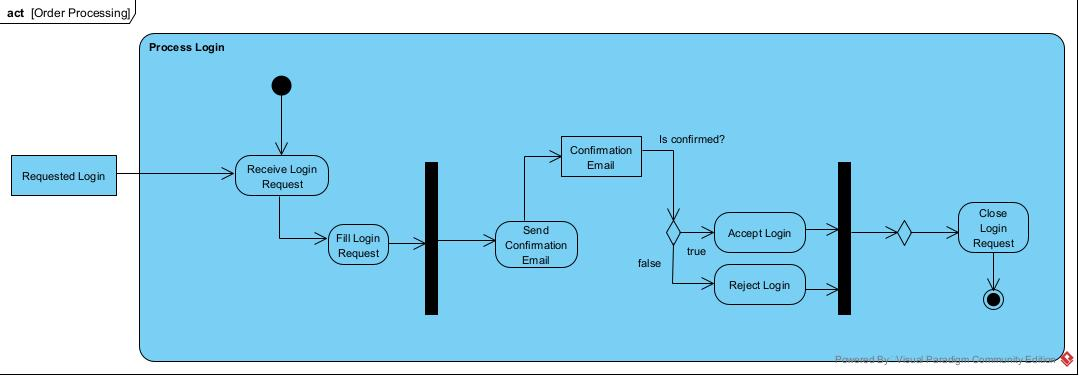 act [Order Processing]
Process Login
Requested Login
Receive Login
Request
Fill Login
Request
Send
Confirmation
Email
Confirmation
Email
Is confirmed?
true
false
Accept Login
Reject Login
Close
Login
Request
Powered By Visual Paradigm Community Edition